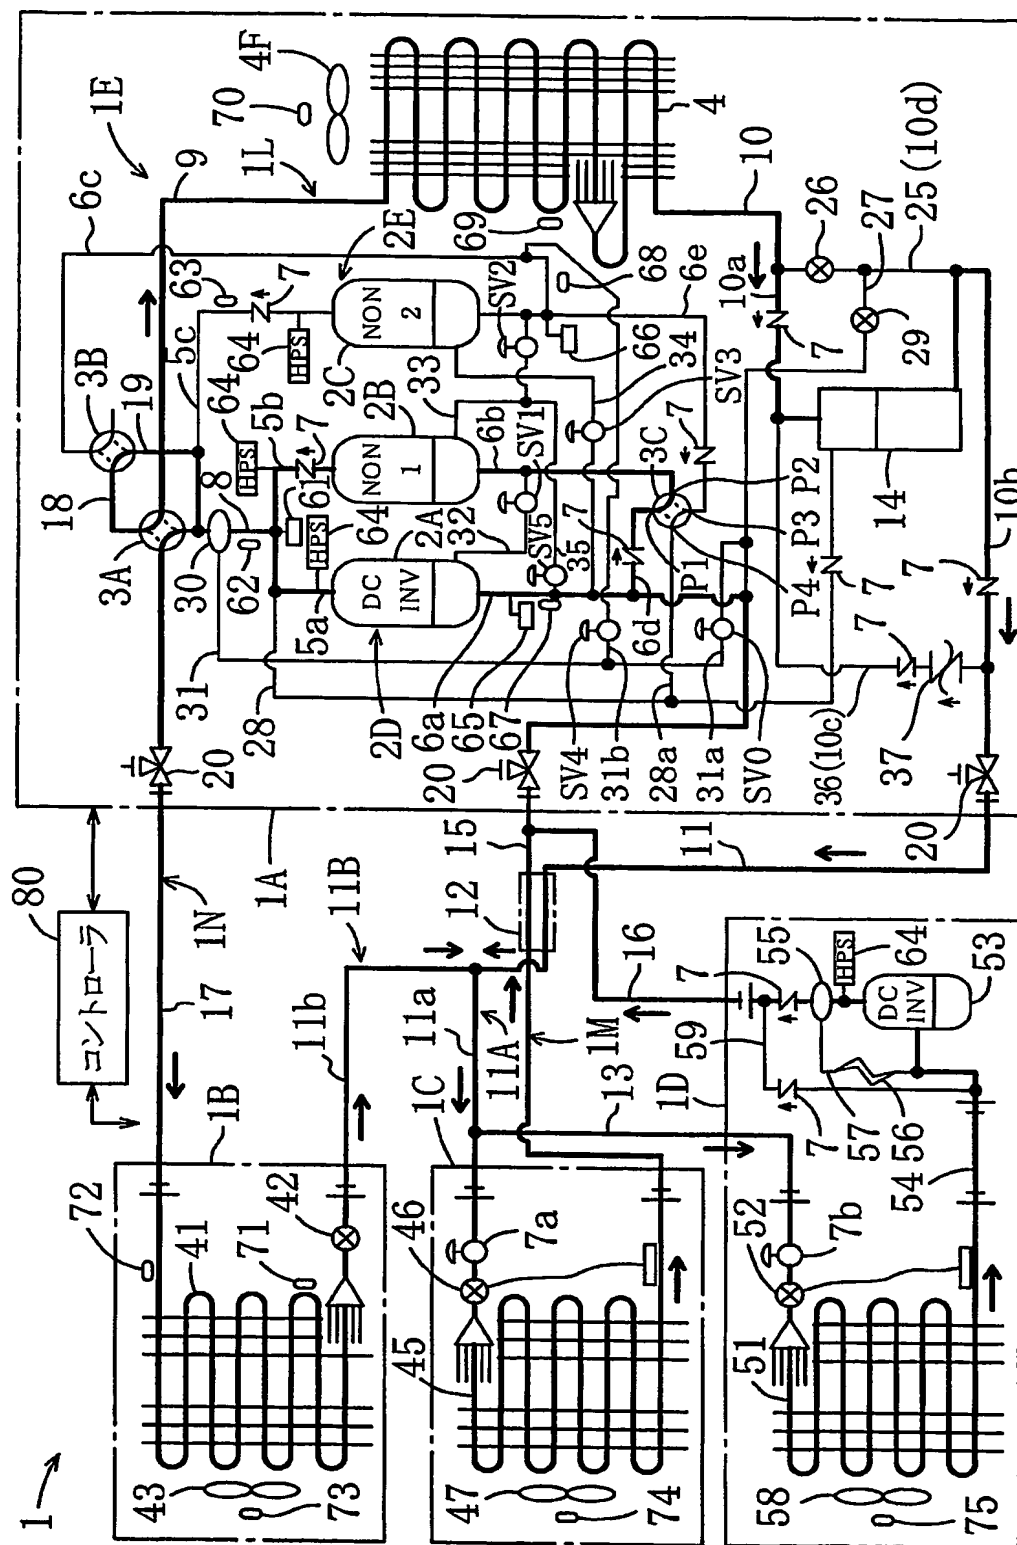 1
43
73
72
41
71
42
1B
17
1N
11b
11B
コントローラ
80
1A
20
28
31
62
30
8
3A
18
19
3B
5c
63
6c
1E
9
1L
70
4F
4
69
68
2E
7
64
HPS
64
HPS
61
5b
7
5a
HPS
64
DC
INV
2A
2D
NON
1
2B
NON
2
2C
32
33
6b
SV1
SV2
SV5
35
6a
65
67
20
SV4
31b
28a
31a
SV0
6d
7
P1
P4
P3
P2
3C
7
66
34
SV3
6e
10
10a
7
26
27
25(10d)
29
14
7
36(10c)
7
37
7
10b
20
47
74
45
46
7a
1C
11a
11A
1M
12
15
11
16
13
1D
58
75
51
52
7b
54
7
57
56
59
7
55
HPS
64
DC
INV
53